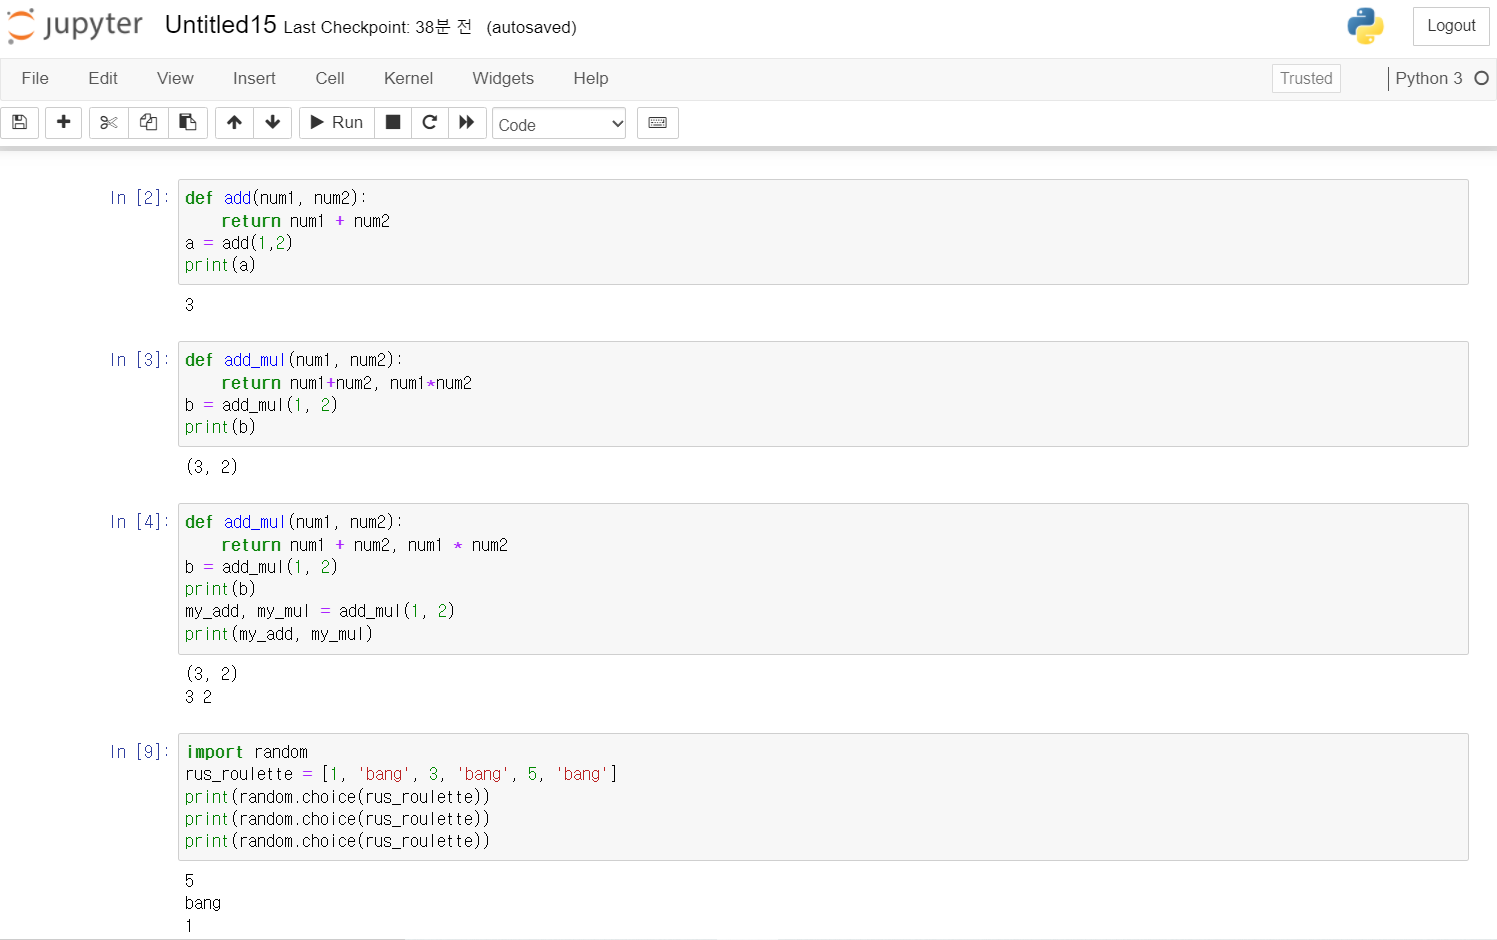 jupyter Untitled15 Last Checkpoint: 38분 전 (autosaved) Logout
File Edit View Insert Cell Kernel Widgets Help Trusted Python 3
Run Code
In [2]: def add(num1, num2):
    return num1 + num2
a = add(1,2)
print(a)
3
In [3]: def add_mul(num1, num2):
    return num1+num2, num1*num2
b = add_mul(1, 2)
print(b)
(3, 2)
In [4]: def add_mul(num1, num2):
    return num1 + num2, num1 * num2
b = add_mul(1, 2)
print(b)
my_add, my_mul = add_mul(1, 2)
print(my_add, my_mul)
(3, 2)
3 2
In [9]: import random
rus_roulette = [1, 'bang', 3, 'bang', 5, 'bang']
print(random.choice(rus_roulette))
print(random.choice(rus_roulette))
print(random.choice(rus_roulette))
5
bang
1